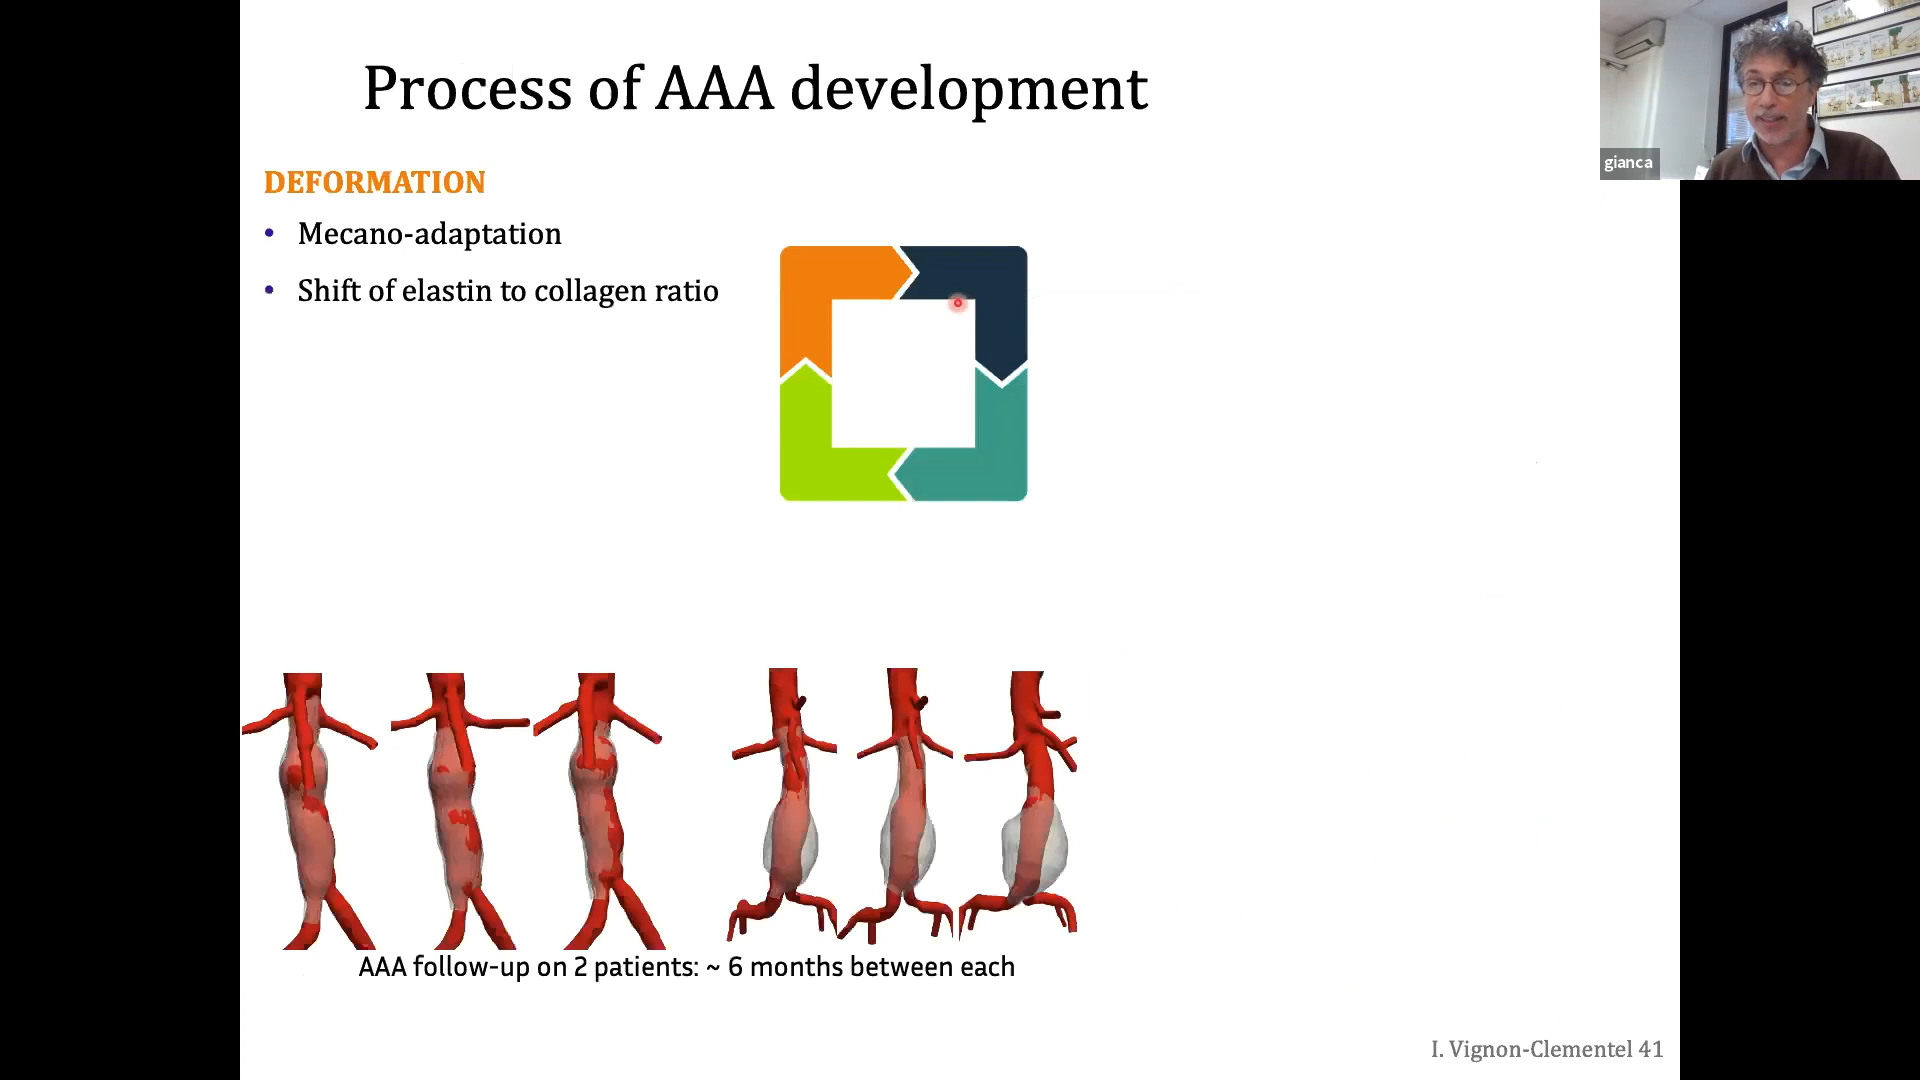 Process of AAA development
gianca
DEFORMATION
• Mecano-adaptation
• Shift of elastin to collagen ratio
AAA follow-up on 2 patients: ~ 6 months between each
I. Vignon-Clementel 41